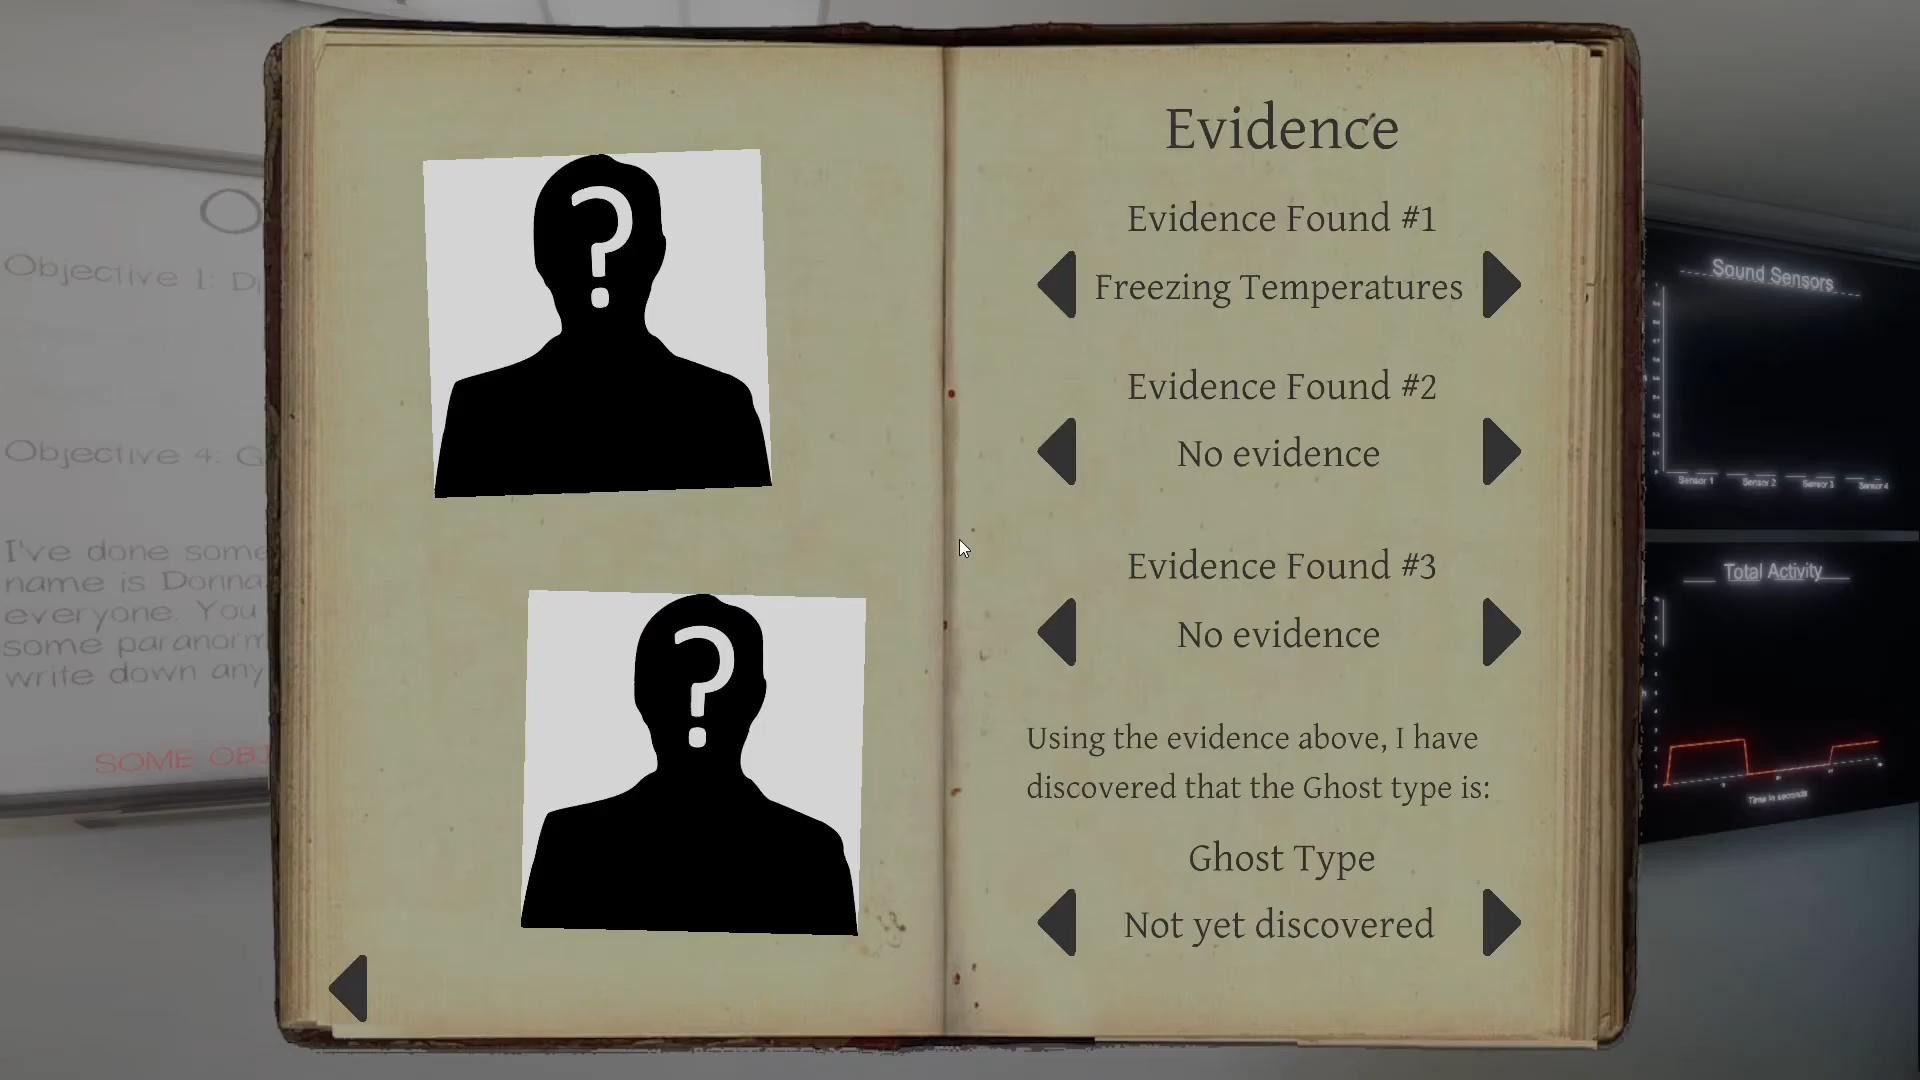 Objective 1:
Objective 4:
I've done some
name is Donna
everyone. You
some paranorm
write down any
SOME OBJ
?
?
Evidence
Evidence Found #1
Freezing Temperatures
Evidence Found #2
No evidence
Evidence Found #3
No evidence
Using the evidence above, I have
discovered that the Ghost type is:
Ghost Type
Not yet discovered
Sound Sensors
Sensor 1 Sensor 2 Sensor 3 Sensor 4
Total Activity
Time in seconds